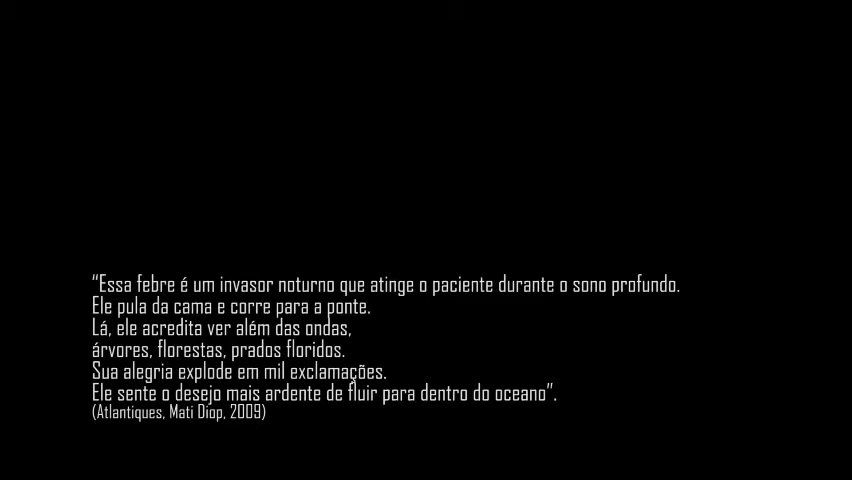 “Essa febre é um invasor noturno que atinge o paciente durante o sono profundo.
Ele pula da cama e corre para a ponte.
Lá, ele acredita ver além das ondas,
árvores, florestas, prados floridos.
Sua alegria explode em mil exclamações.
Ele sente o desejo mais ardente de fluir para dentro do oceano”.
(Atlantiques, Mati Diop, 2009)